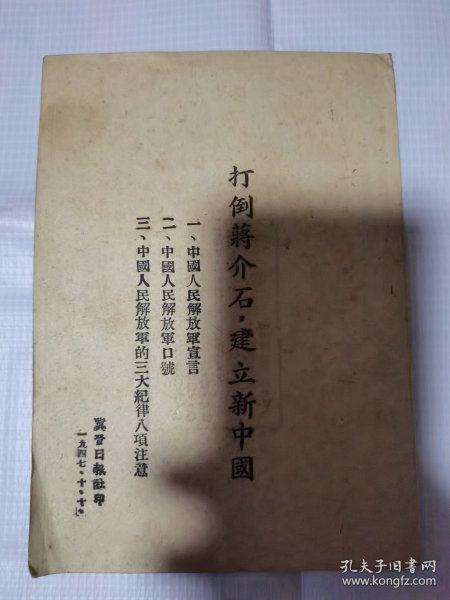 打倒蔣介石，建立新中國
一、中國人民解放軍宣言
二、中國人民解放軍口號
三、中國人民解放軍的三大紀律八項注意
冀晉日報社印
一九四七·十·十·
孔夫子旧书网
www.kongfz.com